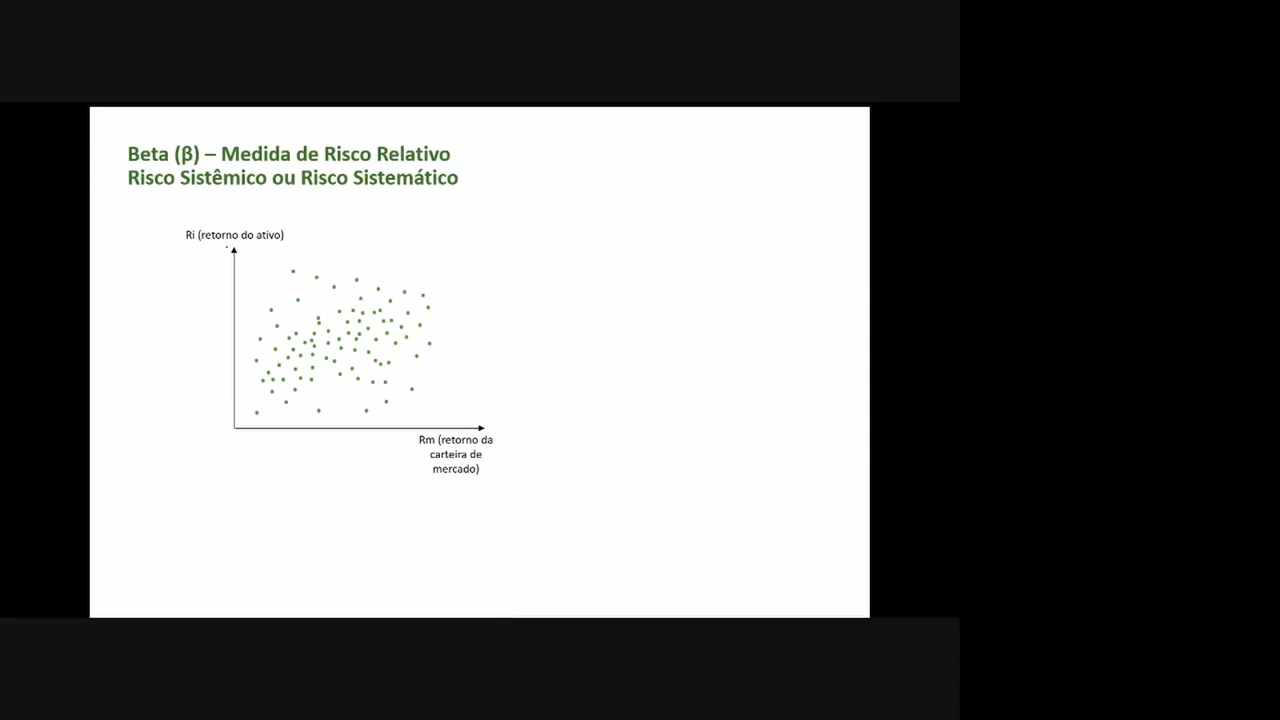 Beta (β) – Medida de Risco Relativo
Risco Sistêmico ou Risco Sistemático
Ri (retorno do ativo)
Rm (retorno da
carteira de
mercado)